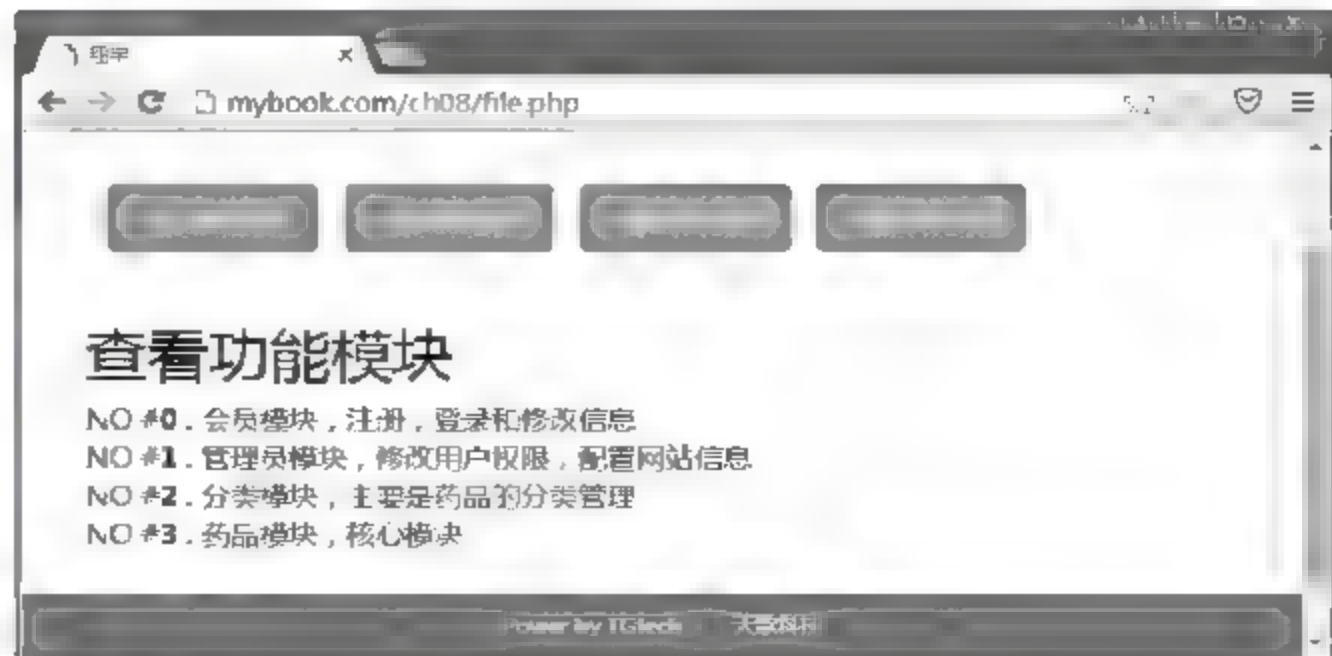 mybook.com/ch08/file.php
查看功能模块
NO #0 . 会员模块，注册，登录和修改信息
NO #1 . 管理员模块，修改用户权限，配置网站信息
NO #2 . 分类模块，主要是药品的分类管理
NO #3 . 药品模块，核心模块
Power by